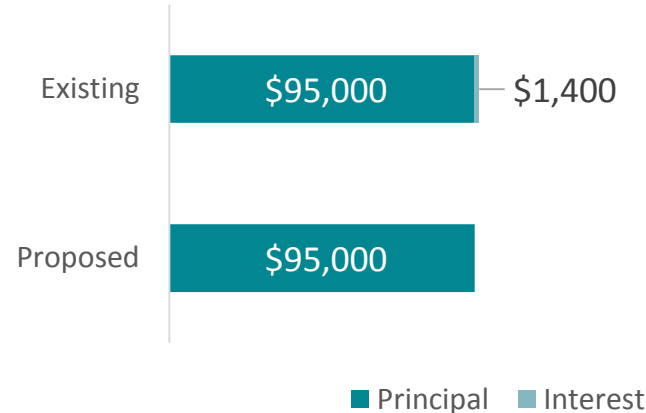 Existing
$95,000
$1,400
Proposed
$95,000
Principal
Interest